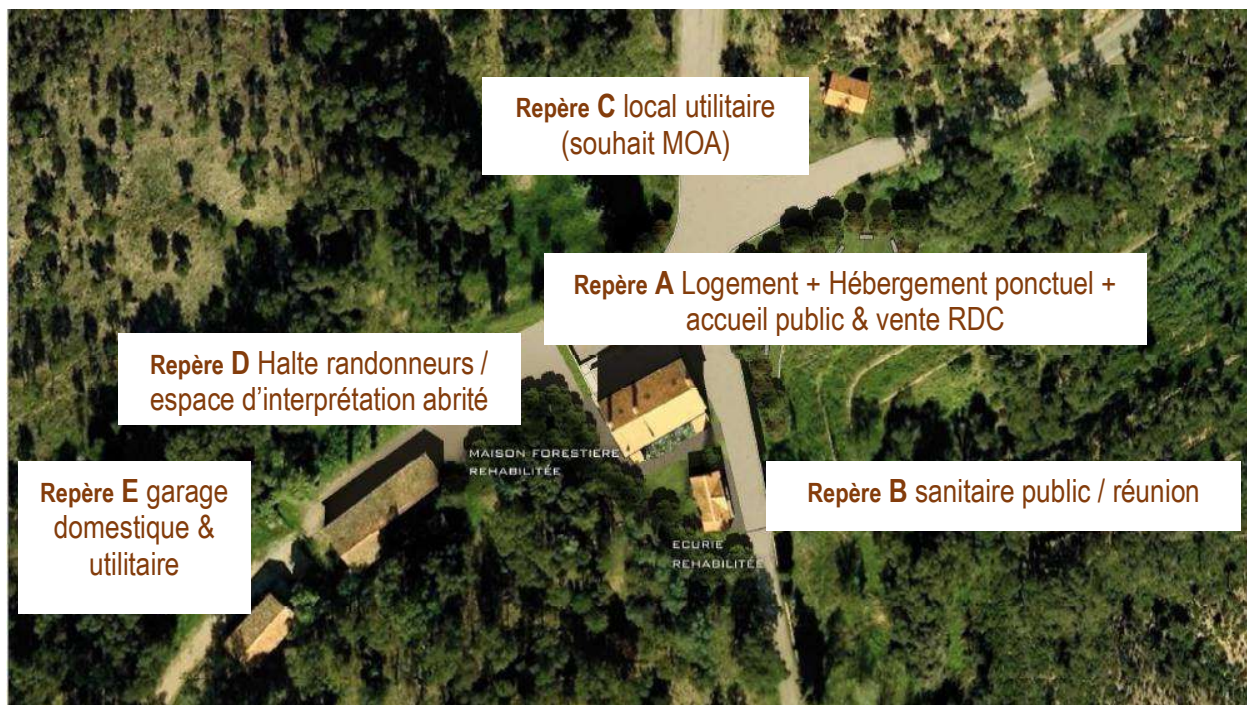 Repère C local utilitaire
(souhait MOA)
Repère A Logement + Hébergement ponctuel +
accueil public & vente RDC
Repère D Halte randonneurs /
espace d'interprétation abrité
MAISON FORESTIERE
REHABILITÉE
Repère E garage
domestique &
utilitaire
Repère B sanitaire public / réunion
ECURIE
REHABILITÉE